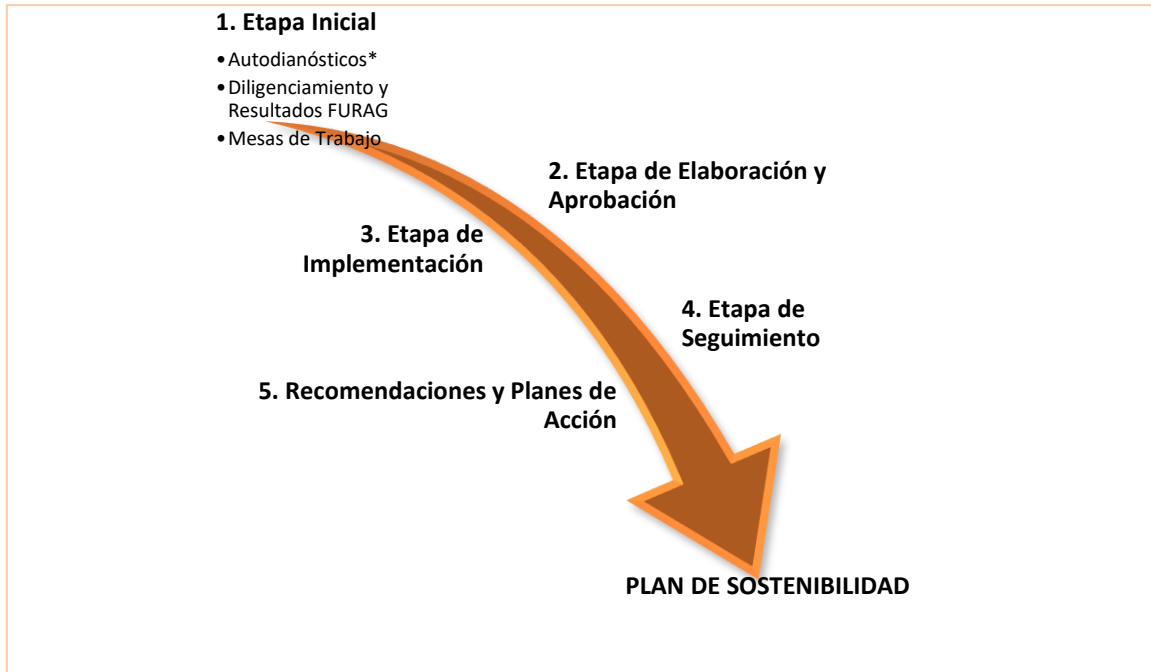 1. Etapa Inicial
•Autodianósticos*
•Diligenciamiento y
Resultados FURAG
•Mesas de Trabajo
2. Etapa de Elaboración y
Aprobación
3. Etapa de
Implementación
4. Etapa de
Seguimiento
5. Recomendaciones y Planes de
Acción
PLAN DE SOSTENIBILIDAD